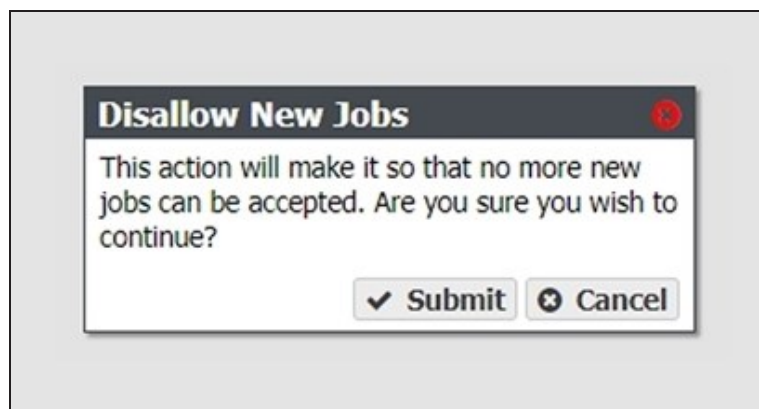 Disallow New Jobs
This action will make it so that no more new
jobs can be accepted. Are you sure you wish to
continue?
Submit Cancel